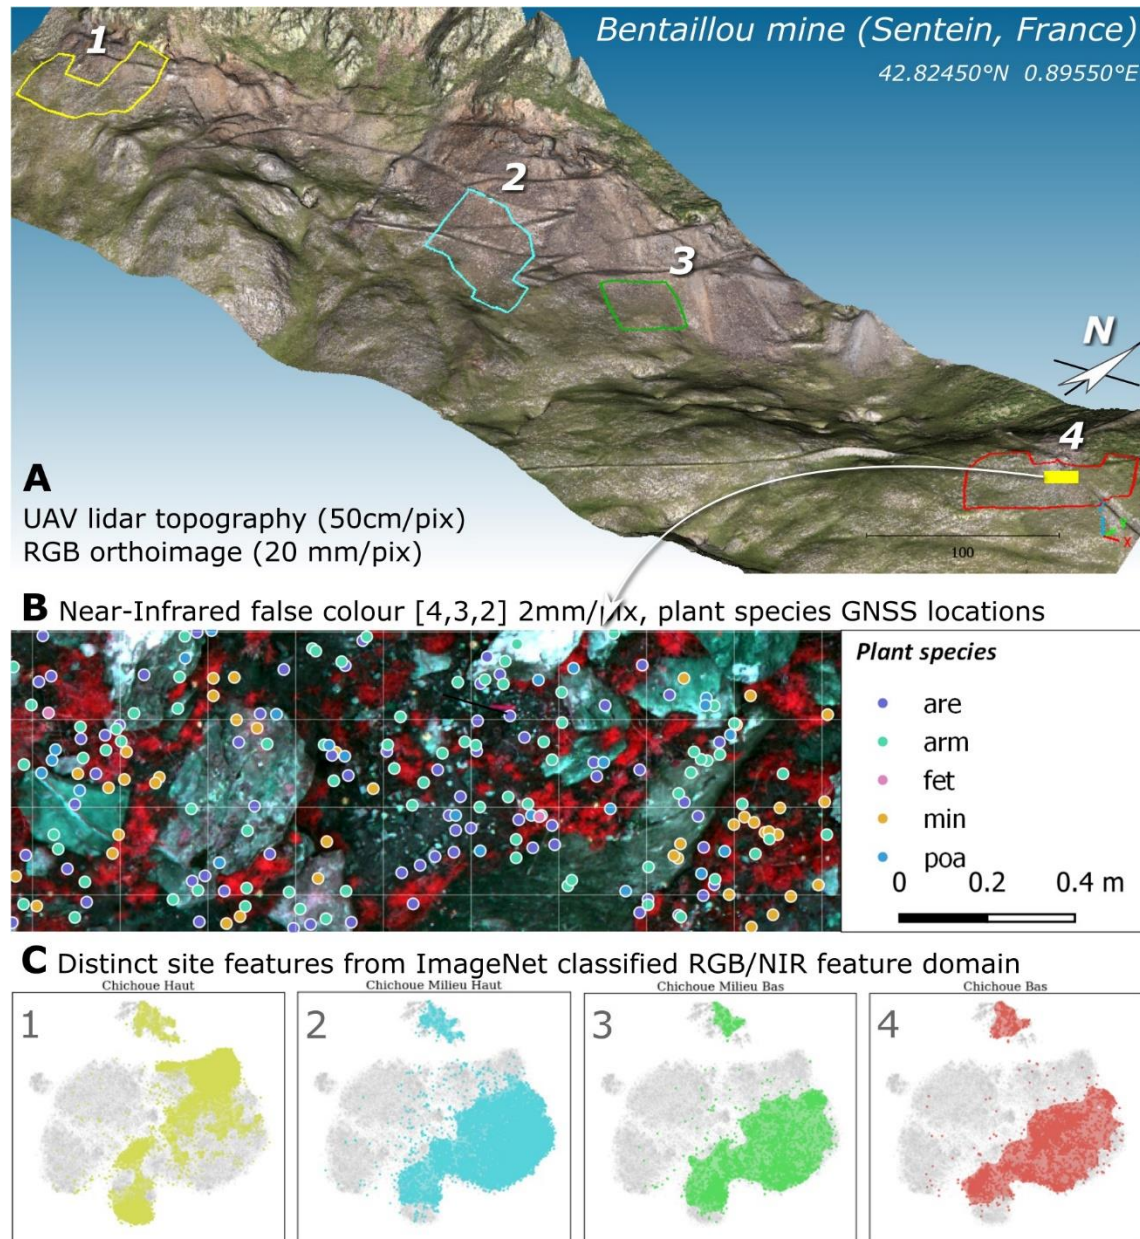 Bentaillou mine (Sentein, France)
42.82450°N 0.89550°E
1
2
3
N
4
A
UAV lidar topography (50cm/pix)
RGB orthoimage (20 mm/pix)
100
X
B Near-Infrared false colour [4,3,2] 2mm/pix, plant species GNSS locations
Plant species
are
arm
fet
min
poa
0 0.2 0.4 m
C Distinct site features from ImageNet classified RGB/NIR feature domain
Chichoue Haut
1
Chichoue Milieu Haut
2
Chichoue Milieu Bas
3
Chichoue Bas
4